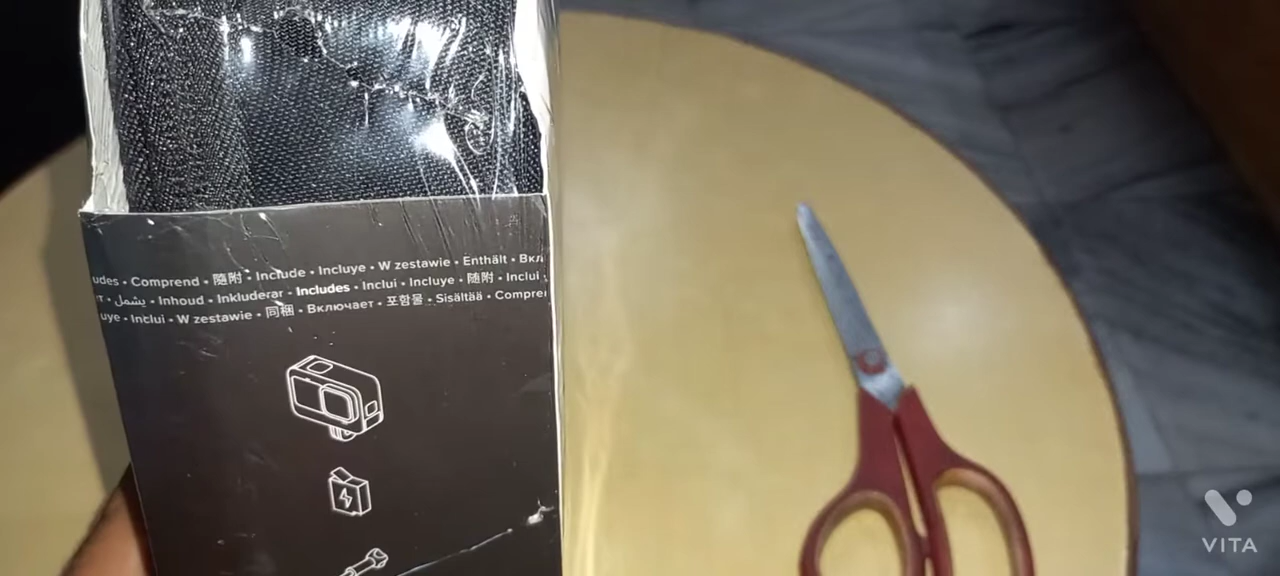 udes • Comprend • 隨附 • Include • Incluye • W zestawie • Enthält • Вкл
т • يشمل • Inhoud • Inkluderar • Includes • Inclui • Incluye • 随附 • Inclui
uye • Inclui • W zestawie • 同梱 • Включает • 포함물 • Sisältää • Compre
VITA